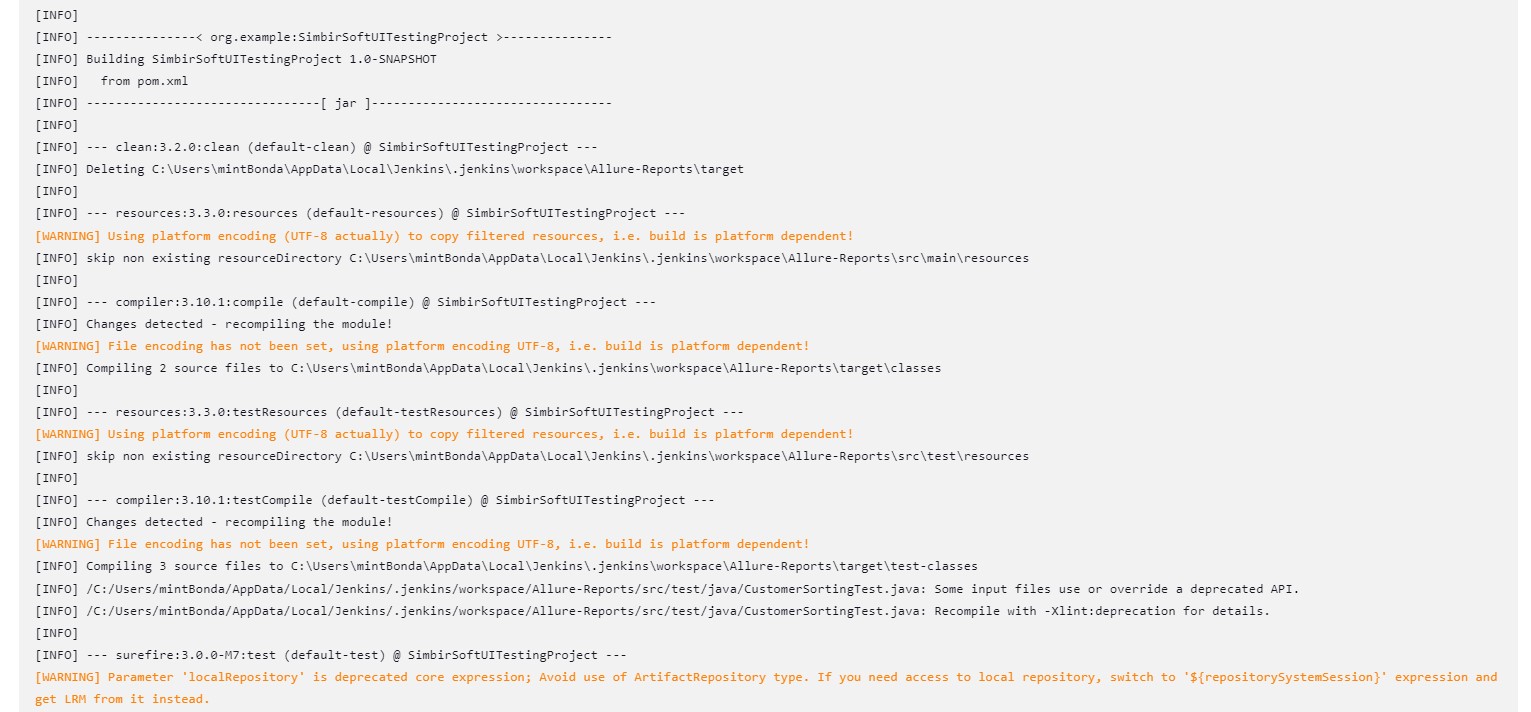 [INFO]
[INFO] ---------------< org.example:SimbirSoftUITestingProject >---------------
[INFO] Building SimbirSoftUITestingProject 1.0-SNAPSHOT
[INFO]   from pom.xml
[INFO] --------------------------------[ jar ]---------------------------------
[INFO]
[INFO] --- clean:3.2.0:clean (default-clean) @ SimbirSoftUITestingProject ---
[INFO] Deleting C:\Users\mintBonda\AppData\Local\Jenkins\.jenkins\workspace\Allure-Reports\target
[INFO]
[INFO] --- resources:3.3.0:resources (default-resources) @ SimbirSoftUITestingProject ---
[WARNING] Using platform encoding (UTF-8 actually) to copy filtered resources, i.e. build is platform dependent!
[INFO] skip non existing resourceDirectory C:\Users\mintBonda\AppData\Local\Jenkins\.jenkins\workspace\Allure-Reports\src\main\resources
[INFO]
[INFO] --- compiler:3.10.1:compile (default-compile) @ SimbirSoftUITestingProject ---
[INFO] Changes detected - recompiling the module!
[WARNING] File encoding has not been set, using platform encoding UTF-8, i.e. build is platform dependent!
[INFO] Compiling 2 source files to C:\Users\mintBonda\AppData\Local\Jenkins\.jenkins\workspace\Allure-Reports\target\classes
[INFO]
[INFO] --- resources:3.3.0:testResources (default-testResources) @ SimbirSoftUITestingProject ---
[WARNING] Using platform encoding (UTF-8 actually) to copy filtered resources, i.e. build is platform dependent!
[INFO] skip non existing resourceDirectory C:\Users\mintBonda\AppData\Local\Jenkins\.jenkins\workspace\Allure-Reports\src\test\resources
[INFO]
[INFO] --- compiler:3.10.1:testCompile (default-testCompile) @ SimbirSoftUITestingProject ---
[INFO] Changes detected - recompiling the module!
[WARNING] File encoding has not been set, using platform encoding UTF-8, i.e. build is platform dependent!
[INFO] Compiling 3 source files to C:\Users\mintBonda\AppData\Local\Jenkins\.jenkins\workspace\Allure-Reports\target\test-classes
[INFO] /C:/Users/mintBonda/AppData/Local/Jenkins/.jenkins/workspace/Allure-Reports/src/test/java/CustomerSortingTest.java: Some input files use or override a deprecated API.
[INFO] /C:/Users/mintBonda/AppData/Local/Jenkins/.jenkins/workspace/Allure-Reports/src/test/java/CustomerSortingTest.java: Recompile with -Xlint:deprecation for details.
[INFO]
[INFO] --- surefire:3.0.0-M7:test (default-test) @ SimbirSoftUITestingProject ---
[WARNING] Parameter 'localRepository' is deprecated core expression; Avoid use of ArtifactRepository type. If you need access to local repository, switch to '${repositorySystemSession}' expression and
get LRM from it instead.